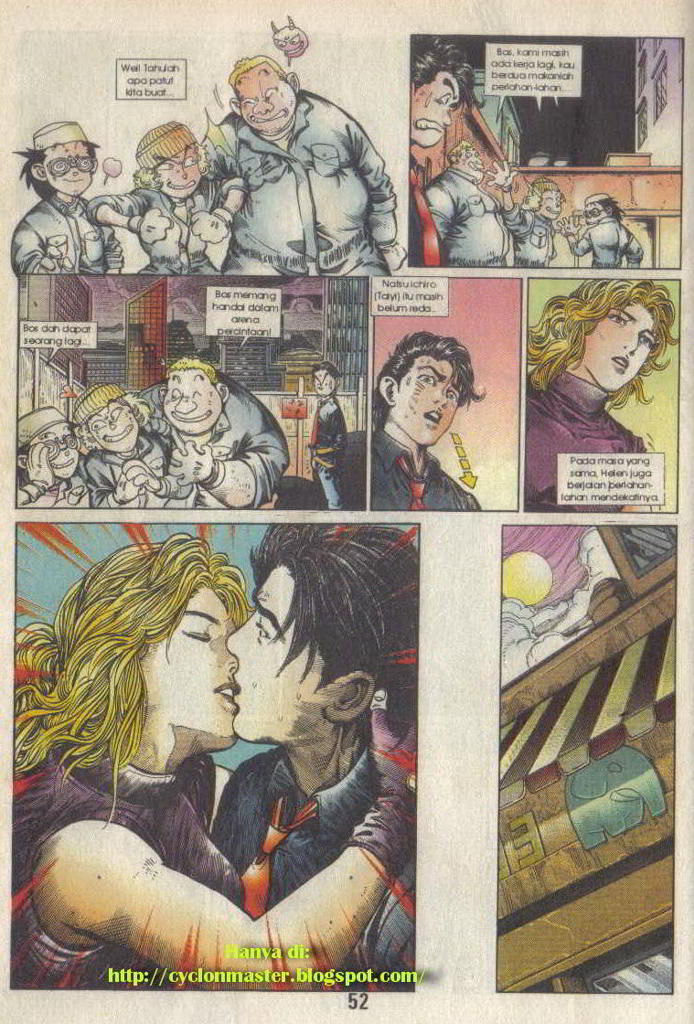 Wei! Tahulah
apa patut
kita buat...
Bos, kami masih
ada kerja lagi, kau
berdua makanlah
perlahan-lahan...
Bos dah dapat
seorang lagi...
Bos memang
handal dalam
arena
percintaan!
Natsu Ichiro
(Taiyi) itu masih
belum reda...
Pada masa yang
sama, Helen juga
berjalan perlahan-
lahan mendekatinya.
Hanya di:
http://cyclonmaster.blogspot.com/
52